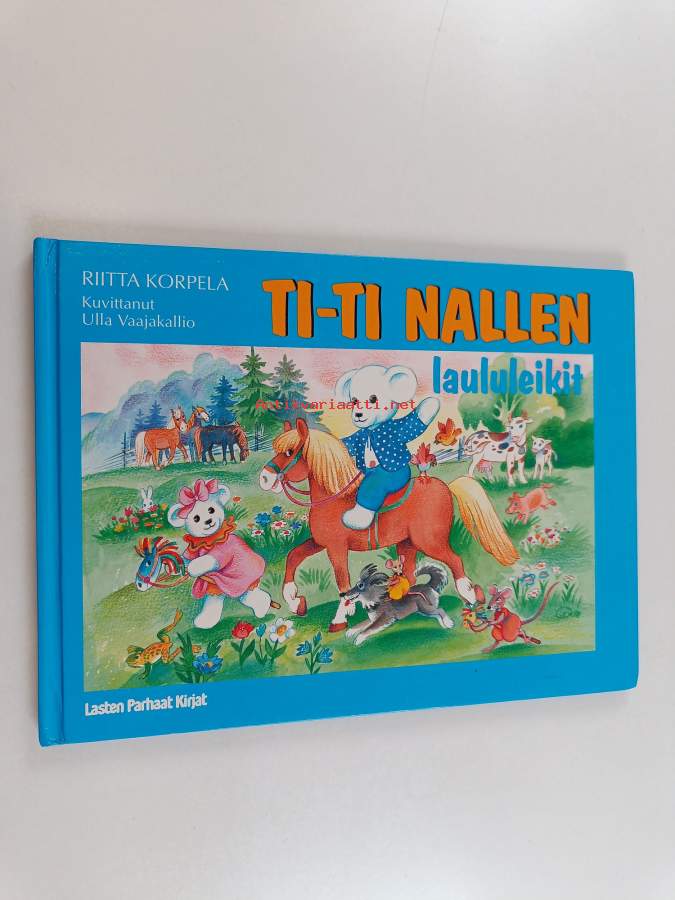 RIITTA KORPELA
Kuvittanut
Ulla Vaajakallio
TI-TI NALLEN
laululeikit
Antikvariaatti.net
Lasten Parhaat Kirjat